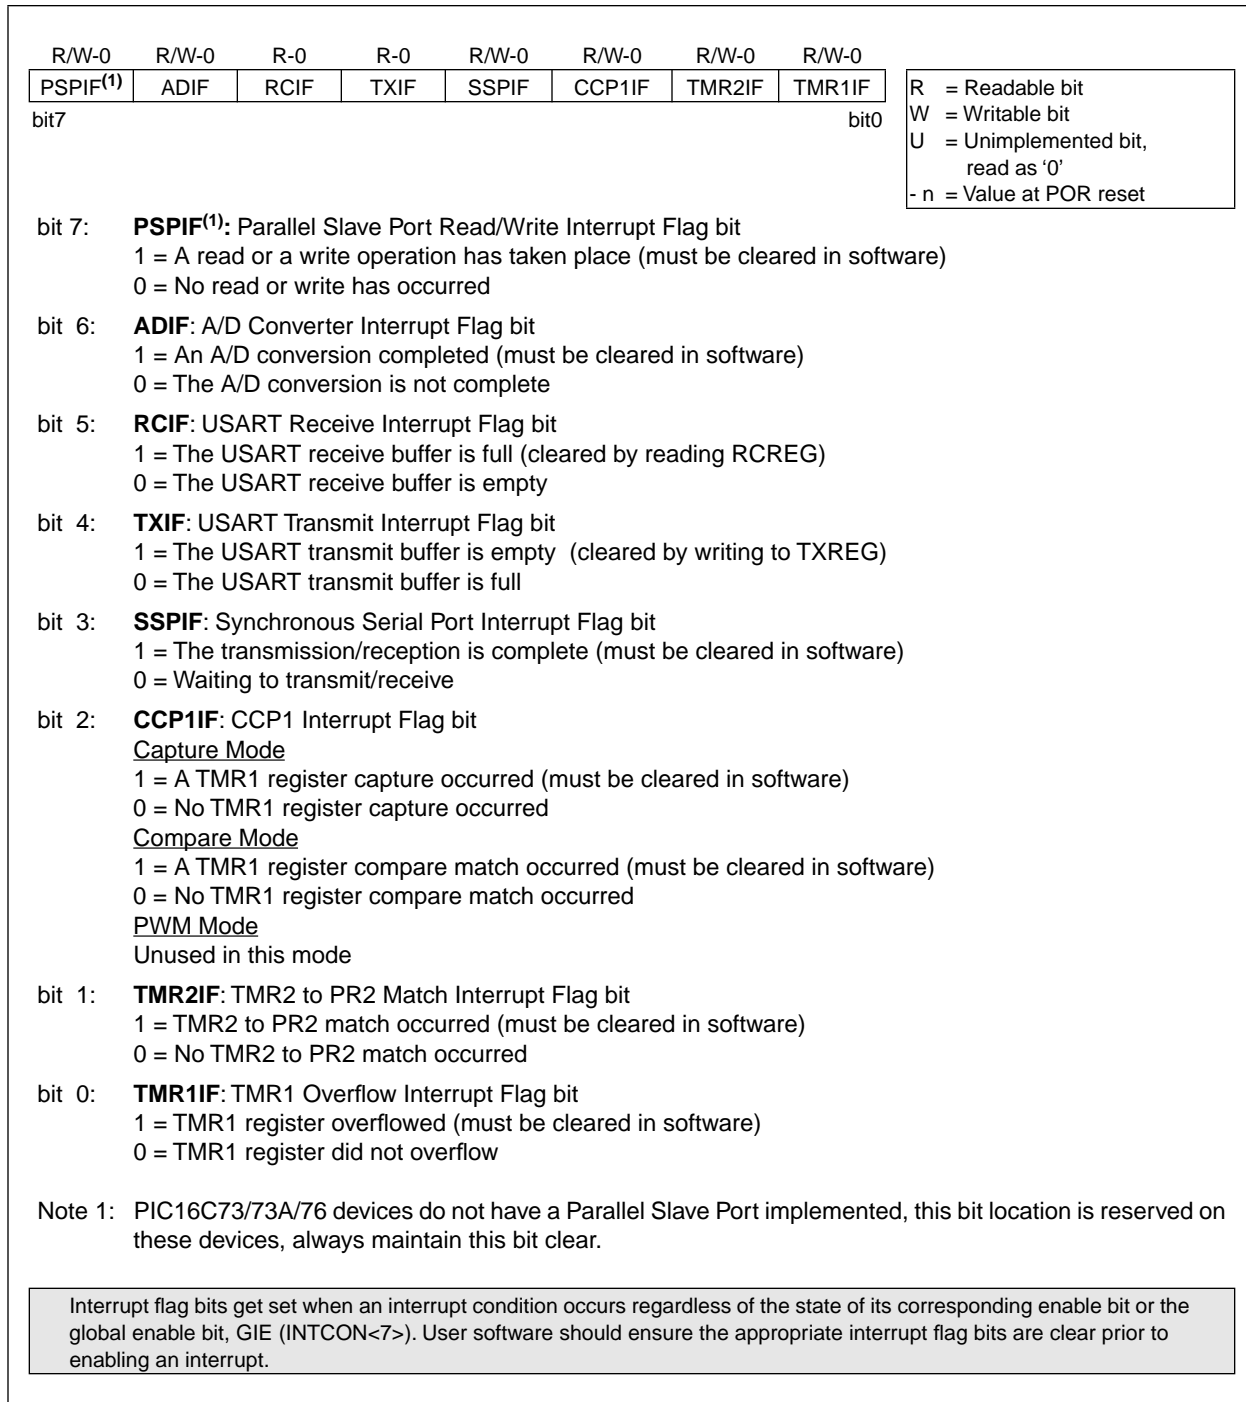 R/W-0 R/W-0 R-0 R-0 R/W-0 R/W-0 R/W-0 R/W-0
PSPIF(1) ADIF RCIF TXIF SSPIF CCP1IF TMR2IF TMR1IF
bit7 bit0
R = Readable bit
W = Writable bit
U = Unimplemented bit,
read as ‘0’
- n = Value at POR reset
bit 7: PSPIF(1): Parallel Slave Port Read/Write Interrupt Flag bit
1 = A read or a write operation has taken place (must be cleared in software)
0 = No read or write has occurred
bit 6: ADIF: A/D Converter Interrupt Flag bit
1 = An A/D conversion completed (must be cleared in software)
0 = The A/D conversion is not complete
bit 5: RCIF: USART Receive Interrupt Flag bit
1 = The USART receive buffer is full (cleared by reading RCREG)
0 = The USART receive buffer is empty
bit 4: TXIF: USART Transmit Interrupt Flag bit
1 = The USART transmit buffer is empty (cleared by writing to TXREG)
0 = The USART transmit buffer is full
bit 3: SSPIF: Synchronous Serial Port Interrupt Flag bit
1 = The transmission/reception is complete (must be cleared in software)
0 = Waiting to transmit/receive
bit 2: CCP1IF: CCP1 Interrupt Flag bit
Capture Mode
1 = A TMR1 register capture occurred (must be cleared in software)
0 = No TMR1 register capture occurred
Compare Mode
1 = A TMR1 register compare match occurred (must be cleared in software)
0 = No TMR1 register compare match occurred
PWM Mode
Unused in this mode
bit 1: TMR2IF: TMR2 to PR2 Match Interrupt Flag bit
1 = TMR2 to PR2 match occurred (must be cleared in software)
0 = No TMR2 to PR2 match occurred
bit 0: TMR1IF: TMR1 Overflow Interrupt Flag bit
1 = TMR1 register overflowed (must be cleared in software)
0 = TMR1 register did not overflow
Note 1: PIC16C73/73A/76 devices do not have a Parallel Slave Port implemented, this bit location is reserved on
these devices, always maintain this bit clear.
Interrupt flag bits get set when an interrupt condition occurs regardless of the state of its corresponding enable bit or the
global enable bit, GIE (INTCON<7>). User software should ensure the appropriate interrupt flag bits are clear prior to
enabling an interrupt.